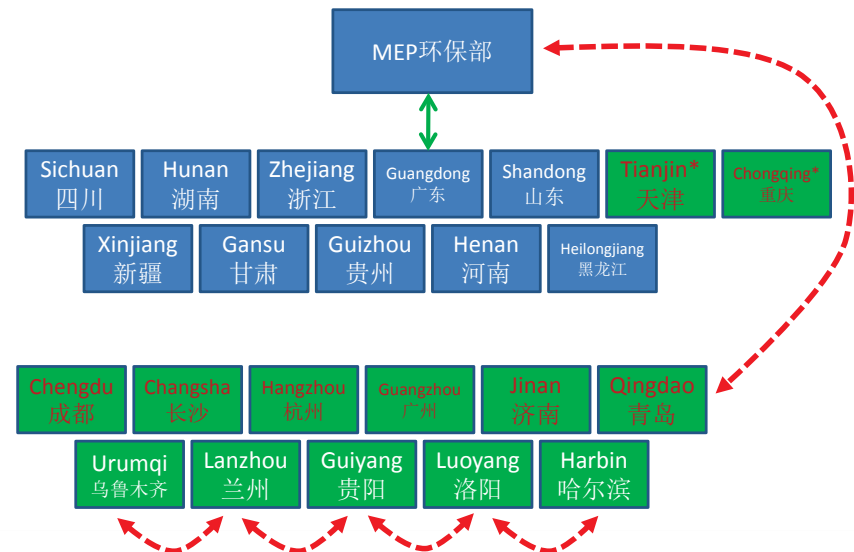 MEP环保部
Sichuan
四川
Hunan
湖南
Zhejiang
浙江
Guangdong
广东
Shandong
山东
Tianjin*
天津
Chongqing*
重庆
Xinjiang
新疆
Gansu
甘肃
Guizhou
贵州
Henan
河南
Heilongjiang
黑龙江
Chengdu
成都
Changsha
长沙
Hangzhou
杭州
Guangzhou
广州
Jinan
济南
Qingdao
青岛
Urumqi
乌鲁木齐
Lanzhou
兰州
Guiyang
贵阳
Luoyang
洛阳
Harbin
哈尔滨